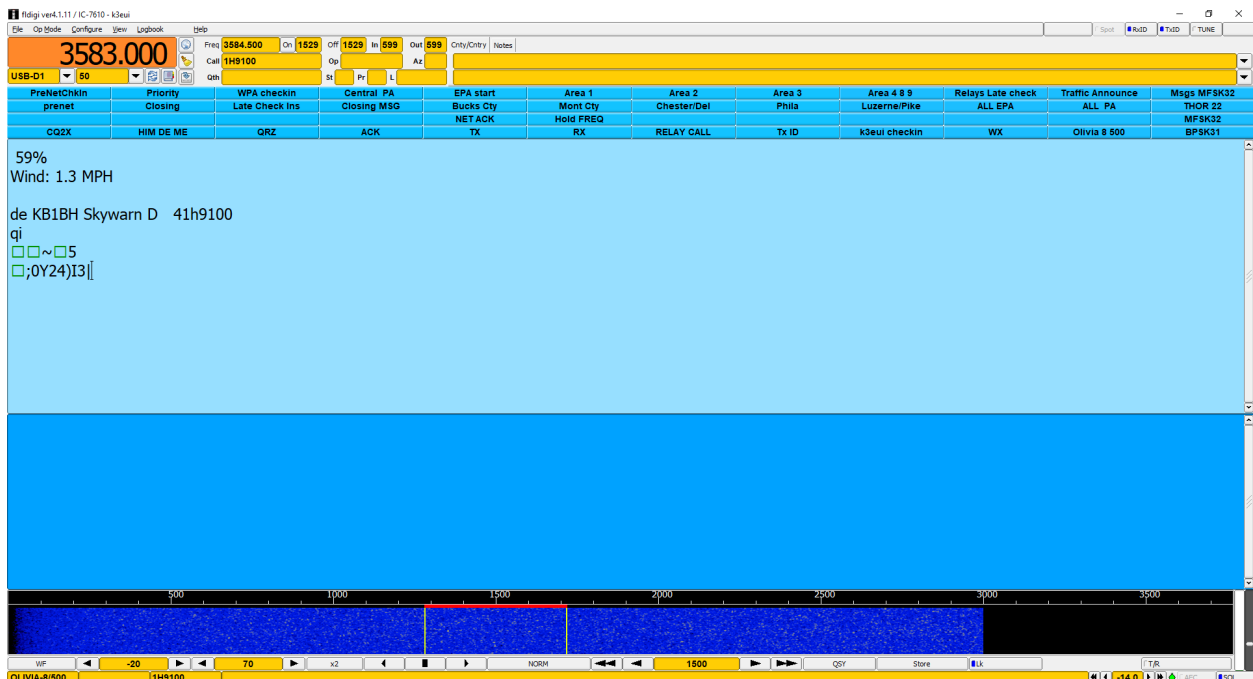 fldigi ver4.1.11 / IC-7610 - k3eui
File Op Mode Configure View Logbook Help
Spot RxID TxID TUNE
3583.000
Freq 3584.500 On 1529 Off 1529 In 599 Out 599 Cnty/Cntry Notes
Call 1H9100 Op Az
USB-D1 50 Qth St Pr L
PreNetChkin Priority WPA checkin Central PA EPA start Area 1 Area 2 Area 3 Area 4 8 9 Relays Late check Traffic Announce Msgs MFSK32
prenet Closing Late Check Ins Closing MSG Bucks Cty Mont Cty Chester/Del Phila Luzerne/Pike ALL EPA ALL PA THOR 22
NET ACK Hold FREQ MFSK32
CQ2X HIM DE ME QRZ ACK TX RX RELAY CALL Tx ID k3eui checkin WX Olivia 8 500 BPSK31
59%
Wind: 1.3 MPH
de KB1BH Skywarn D 41h9100
qi
□□~□5
□;0Y24)I3|
500 1000 1500 2000 2500 3000 3500
WF -20 70 x2 NORM 1500 QSY Store Lk T/R
OLIVIA-8/500 1H9100 -14.0 AFC SQL